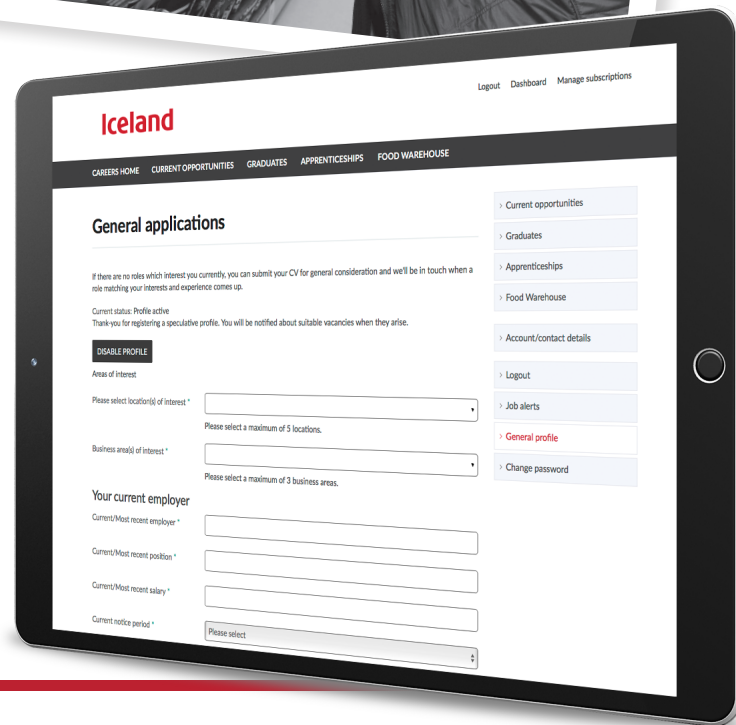 Logout Dashboard Manage subscriptions
Iceland
CAREERS HOME CURRENT OPPORTUNITIES GRADUATES APPRENTICESHIPS FOOD WAREHOUSE
General applications
If there are no roles which interest you currently, you can submit your CV for general consideration and we'll be in touch when a
role matching your interests and experience comes up.
Current status: Profile active
Thank-you for registering a speculative profile. You will be notified about suitable vacancies when they arise.
DISABLE PROFILE
Areas of interest
Please select location(s) of interest *
Please select a maximum of 5 locations.
Business area(s) of interest *
Please select a maximum of 3 business areas.
Your current employer
Current/Most recent employer *
Current/Most recent position *
Current/Most recent salary *
Current notice period *
Please select
> Current opportunities
> Graduates
> Apprenticeships
> Food Warehouse
> Account/contact details
> Logout
> Job alerts
> General profile
> Change password